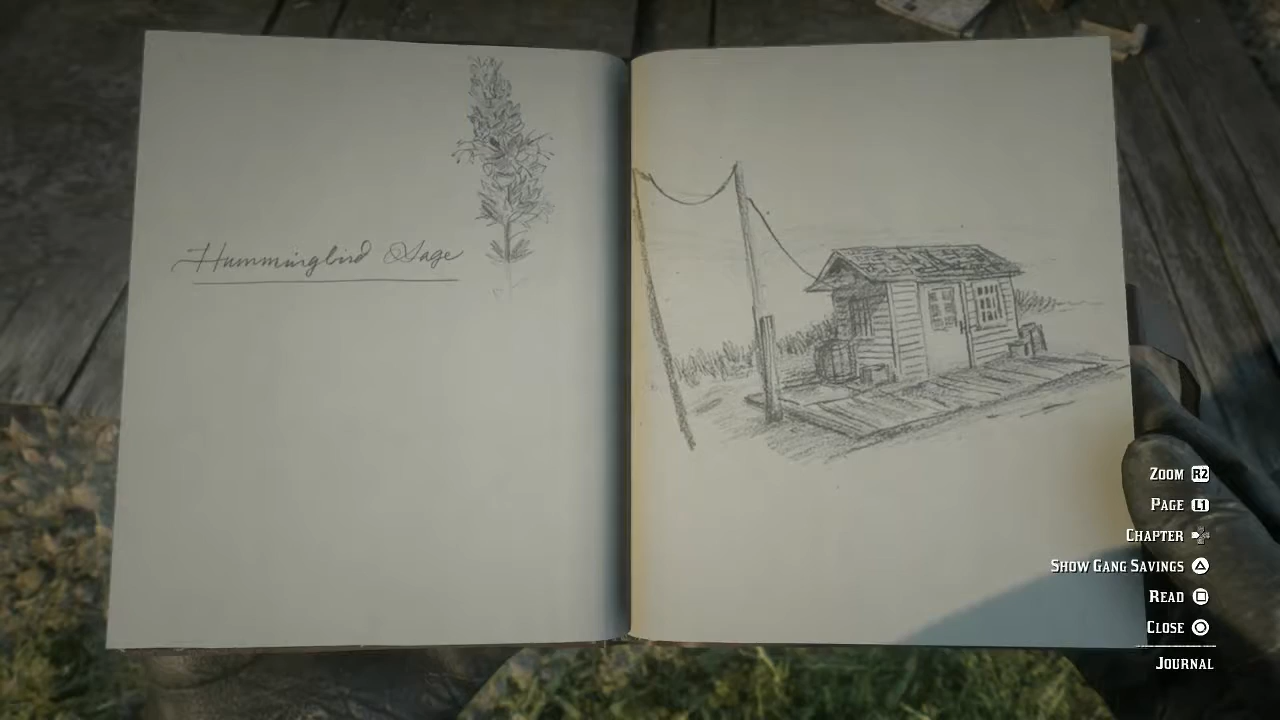 Hummingbird Sage
Zoom R2
Page L1
Chapter
Show Gang Savings
Read
Close
Journal